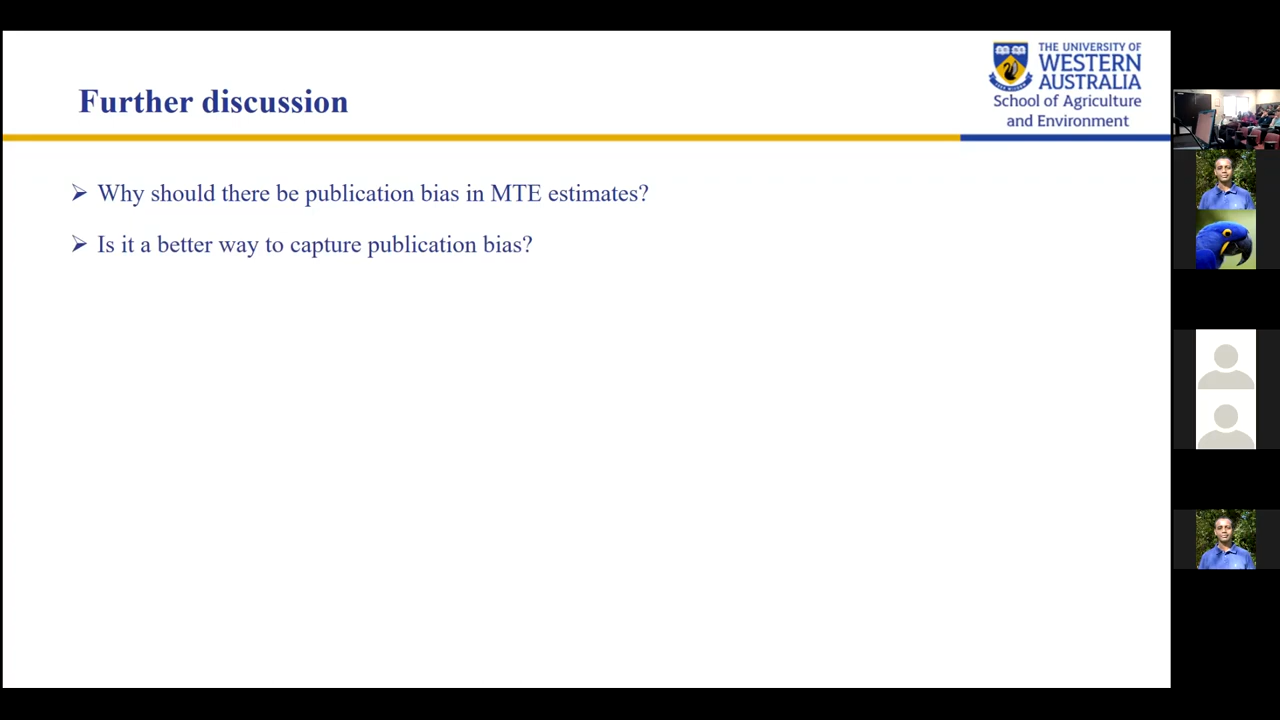 THE UNIVERSITY OF
WESTERN
AUSTRALIA
School of Agriculture
and Environment
Further discussion
Why should there be publication bias in MTE estimates?
Is it a better way to capture publication bias?